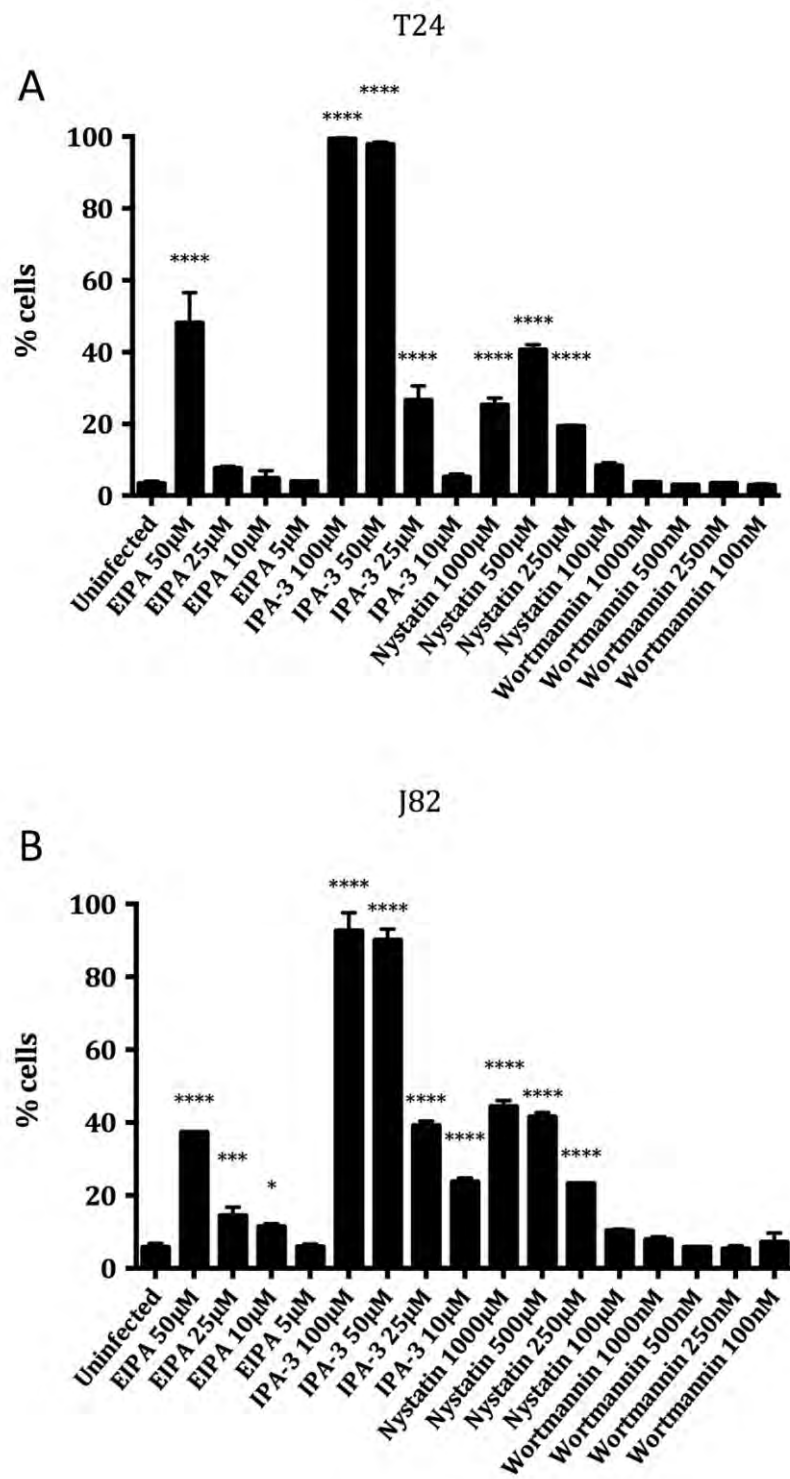 T24
A
****
****
100
80
****
60
% cells
****
40
****
****
****
20
0
Uninfected
EIPA 50µM
EIPA 25µM
EIPA 10µM
EIPA 5µM
IPA-3 100µM
IPA-3 50µM
IPA-3 25µM
IPA-3 10µM
Nystatin 1000µM
Nystatin 500µM
Nystatin 250µM
Nystatin 100µM
Wortmannin 1000nM
Wortmannin 500nM
Wortmannin 250nM
Wortmannin 100nM
J82
B
****
****
100
80
60
% cells
****
****
****
****
40
****
****
***
*
20
0
Uninfected
EIPA 50µM
EIPA 25µM
EIPA 10µM
EIPA 5µM
IPA-3 100µM
IPA-3 50µM
IPA-3 25µM
IPA-3 10µM
Nystatin 1000µM
Nystatin 500µM
Nystatin 250µM
Nystatin 100µM
Wortmannin 1000nM
Wortmannin 500nM
Wortmannin 250nM
Wortmannin 100nM